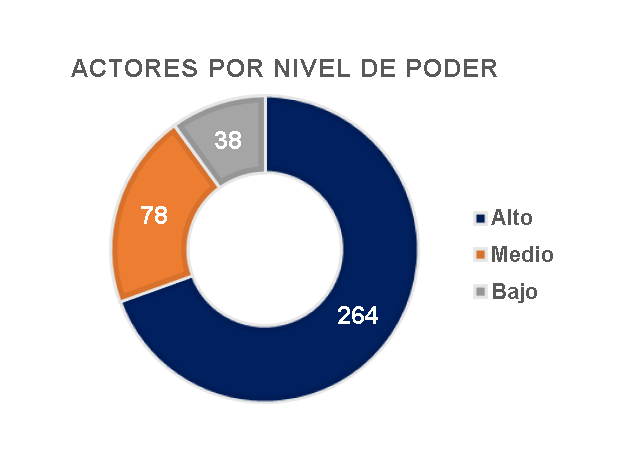 ACTORES POR NIVEL DE PODER
38
78
264
Alto
Medio
Bajo